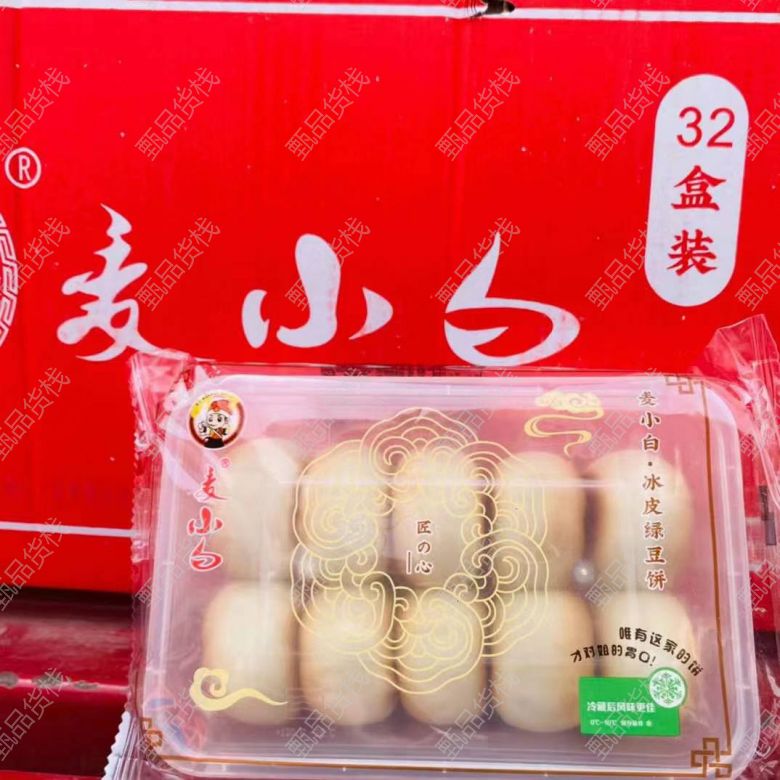 ®
麦小白
32
盒装
麦小白®
匠の心
麦小白·冰皮绿豆饼
唯有这家的饼
才对姐的胃口!
冷藏后风味更佳
甄品货栈